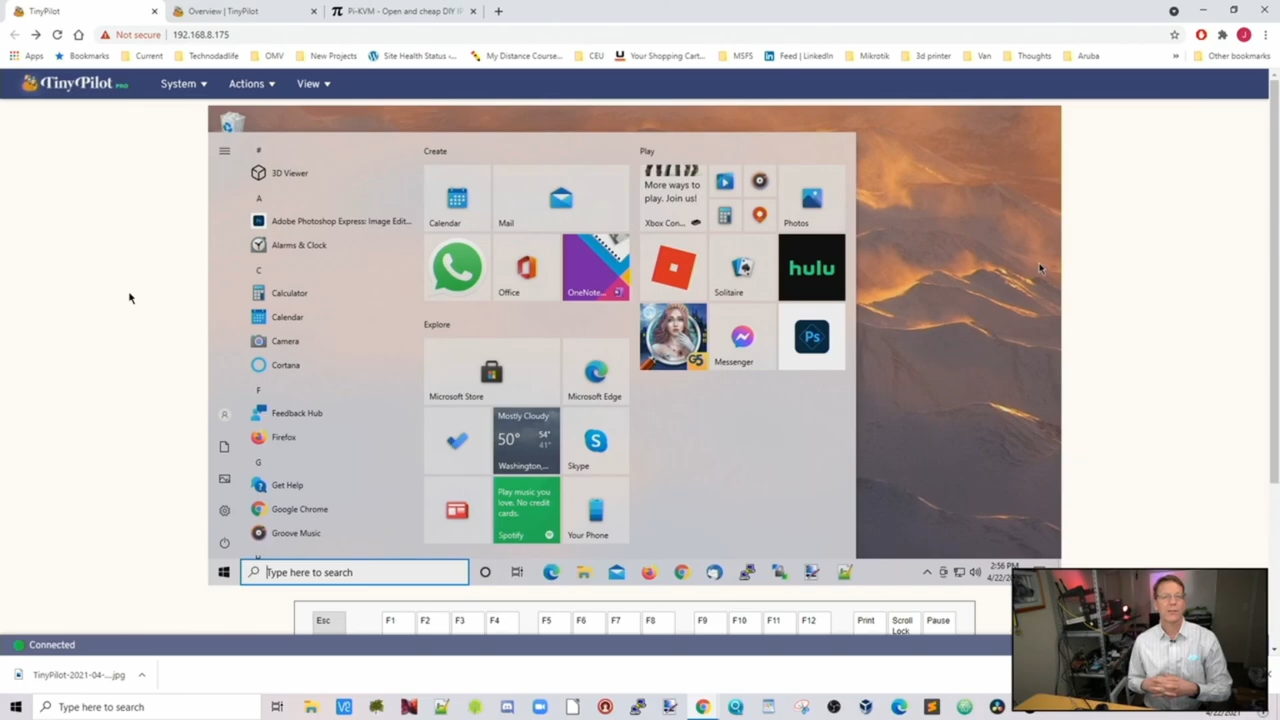 TinyPilot
Overview | TinyPilot
Pi-KVM - Open and cheap DIY IP
Not secure
192.168.8.175
Apps
Bookmarks
Current
Technodadlife
OMV
New Projects
Site Health Status ‹...
My Distance Course...
CEU
Your Shopping Cart...
MSFS
Feed | LinkedIn
Mikrotik
3d printer
Van
Thoughts
Aruba
»
Other bookmarks
TinyPilot PRO
System
Actions
View
#
3D Viewer
A
Adobe Photoshop Express: Image Edit...
Alarms & Clock
C
Calculator
Calendar
Camera
Cortana
F
Feedback Hub
Firefox
G
Get Help
Google Chrome
Groove Music
Create
Calendar
Mail
Office
OneNote...
Explore
Microsoft Store
Microsoft Edge
Mostly Cloudy
50°
54°
41°
Washington,...
Skype
Play music you
love. No credit
cards.
Spotify
Your Phone
Play
More ways to
play. Join us!
Xbox Con...
Photos
Solitaire
hulu
G5
Messenger
Ps
Type here to search
2:56 PM
Esc
F1
F2
F3
F4
F5
F6
F7
F8
F9
F10
F11
F12
Print
Scroll
Lock
Pause
Connected
TinyPilot-2021-04-....jpg
Type here to search
4/22/2021